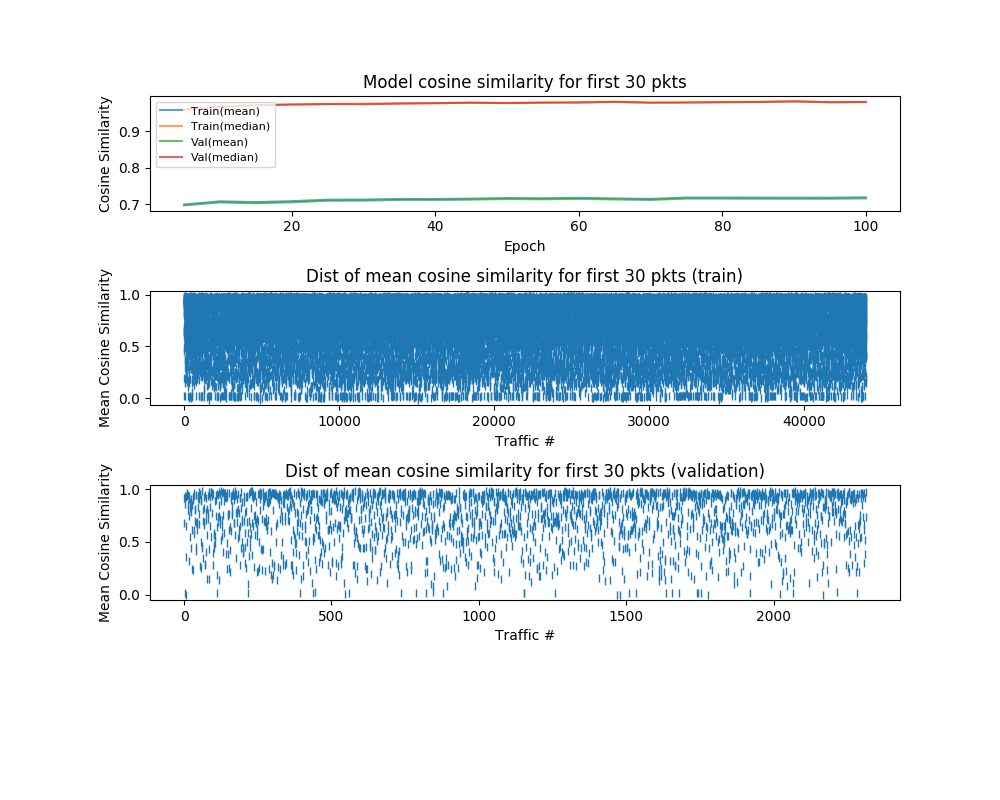 Model cosine similarity for first 30 pkts
Cosine Similarity
0.9
0.8
0.7
Train(mean)
Train(median)
Val(mean)
Val(median)
20 40 60 80 100
Epoch
Dist of mean cosine similarity for first 30 pkts (train)
Mean Cosine Similarity
1.0
0.5
0.0
0 10000 20000 30000 40000
Traffic #
Dist of mean cosine similarity for first 30 pkts (validation)
Mean Cosine Similarity
1.0
0.5
0.0
0 500 1000 1500 2000
Traffic #